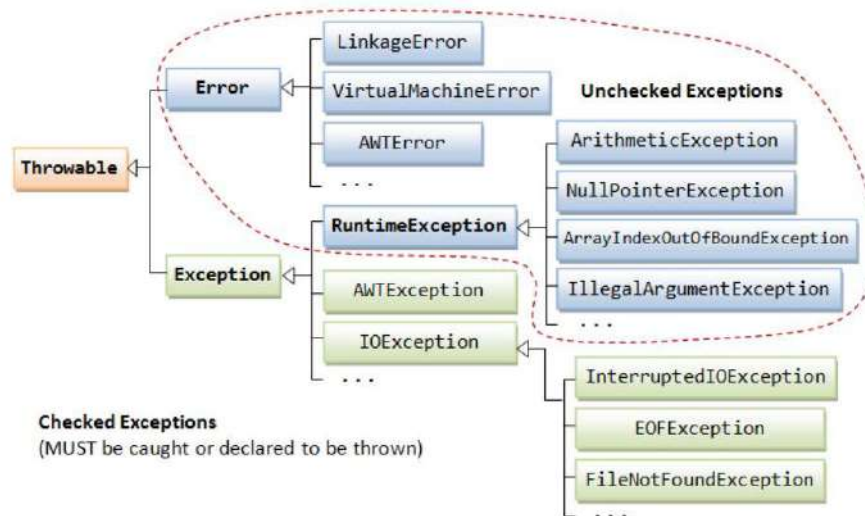 LinkageError
Error
VirtualMachineError
Unchecked Exceptions
AWTError
ArithmeticException
Throwable
. . .
NullPointerException
RuntimeException
ArrayIndexOutOfBoundException
Exception
AWTException
IllegalArgumentException
. . .
IOException
. . .
InterruptedIOException
Checked Exceptions
(MUST be caught or declared to be thrown)
EOFException
FileNotFoundException
. . .